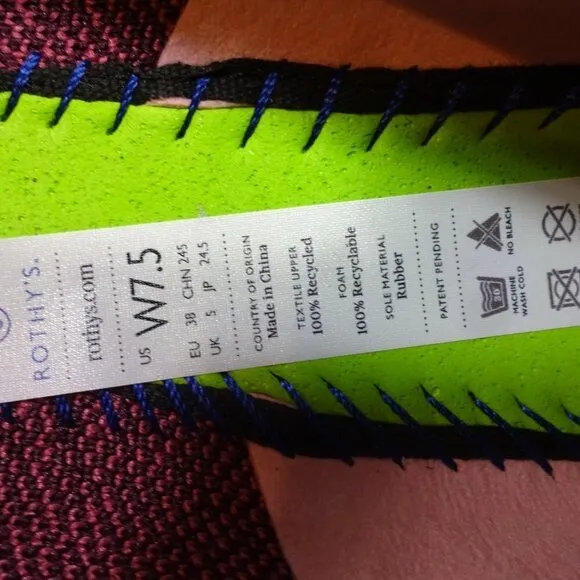 ROTHY'S.
rothys.com
US W7.5
EU 38 CHN 245
UK 5 JP 24.5
COUNTRY OF ORIGIN
Made in China
TEXTILE UPPER
100% Recycled
FOAM
100% Recyclable
SOLE MATERIAL
Rubber
PATENT PENDING
30
MACHINE
WASH COLD
NO BLEACH